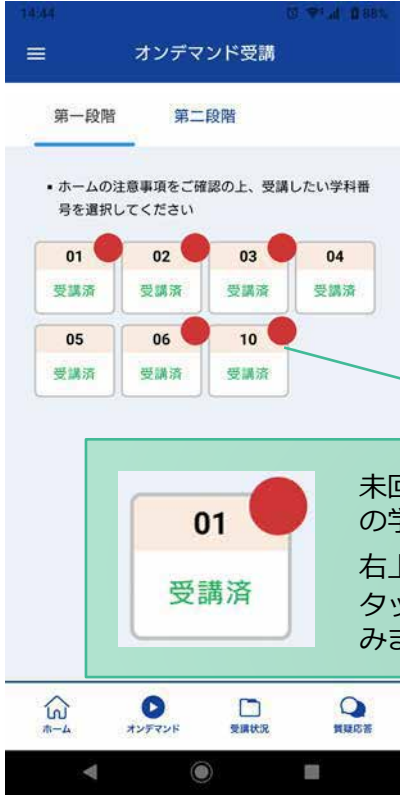 14:44
88%
オンデマンド受講
第一段階
第二段階
▪ ホームの注意事項をご確認の上、受講したい学科番
号を選択してください
01 02 03 04
受講済 受講済 受講済 受講済
05 06 10
受講済 受講済 受講済
01
受講済
未回
の学
右上
タッ
みま
ホーム オンデマンド 受講状況 質疑応答